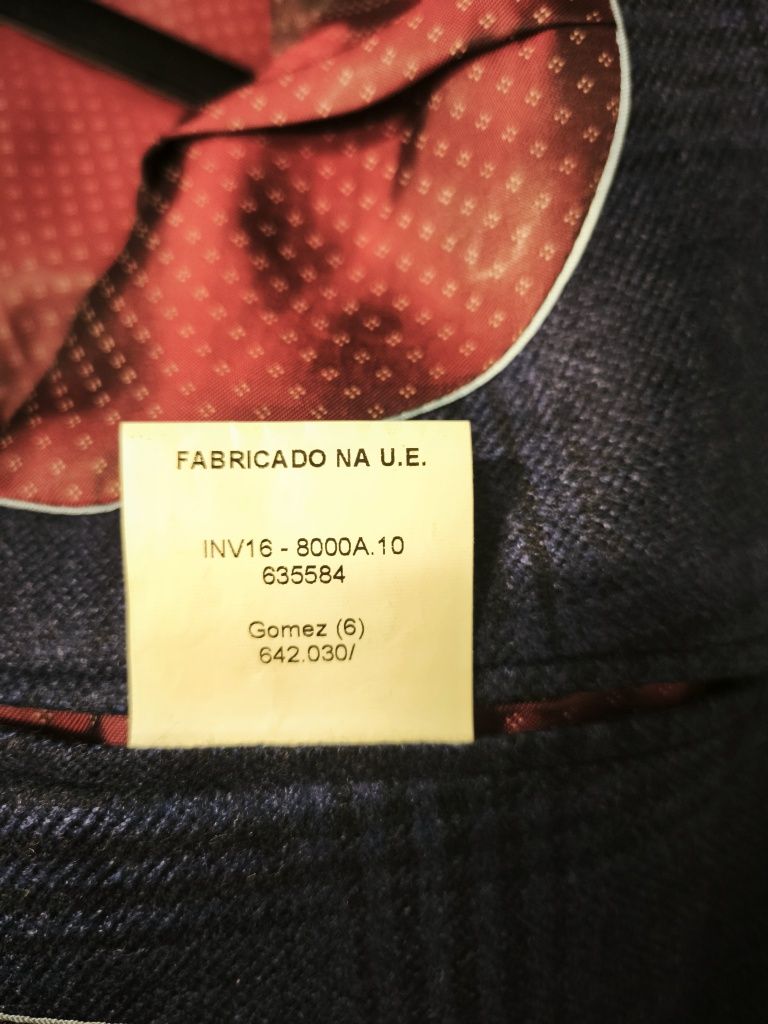 FABRICADO NA U.E.
INV16 - 8000A.10
635584
Gomez (6)
642.030/